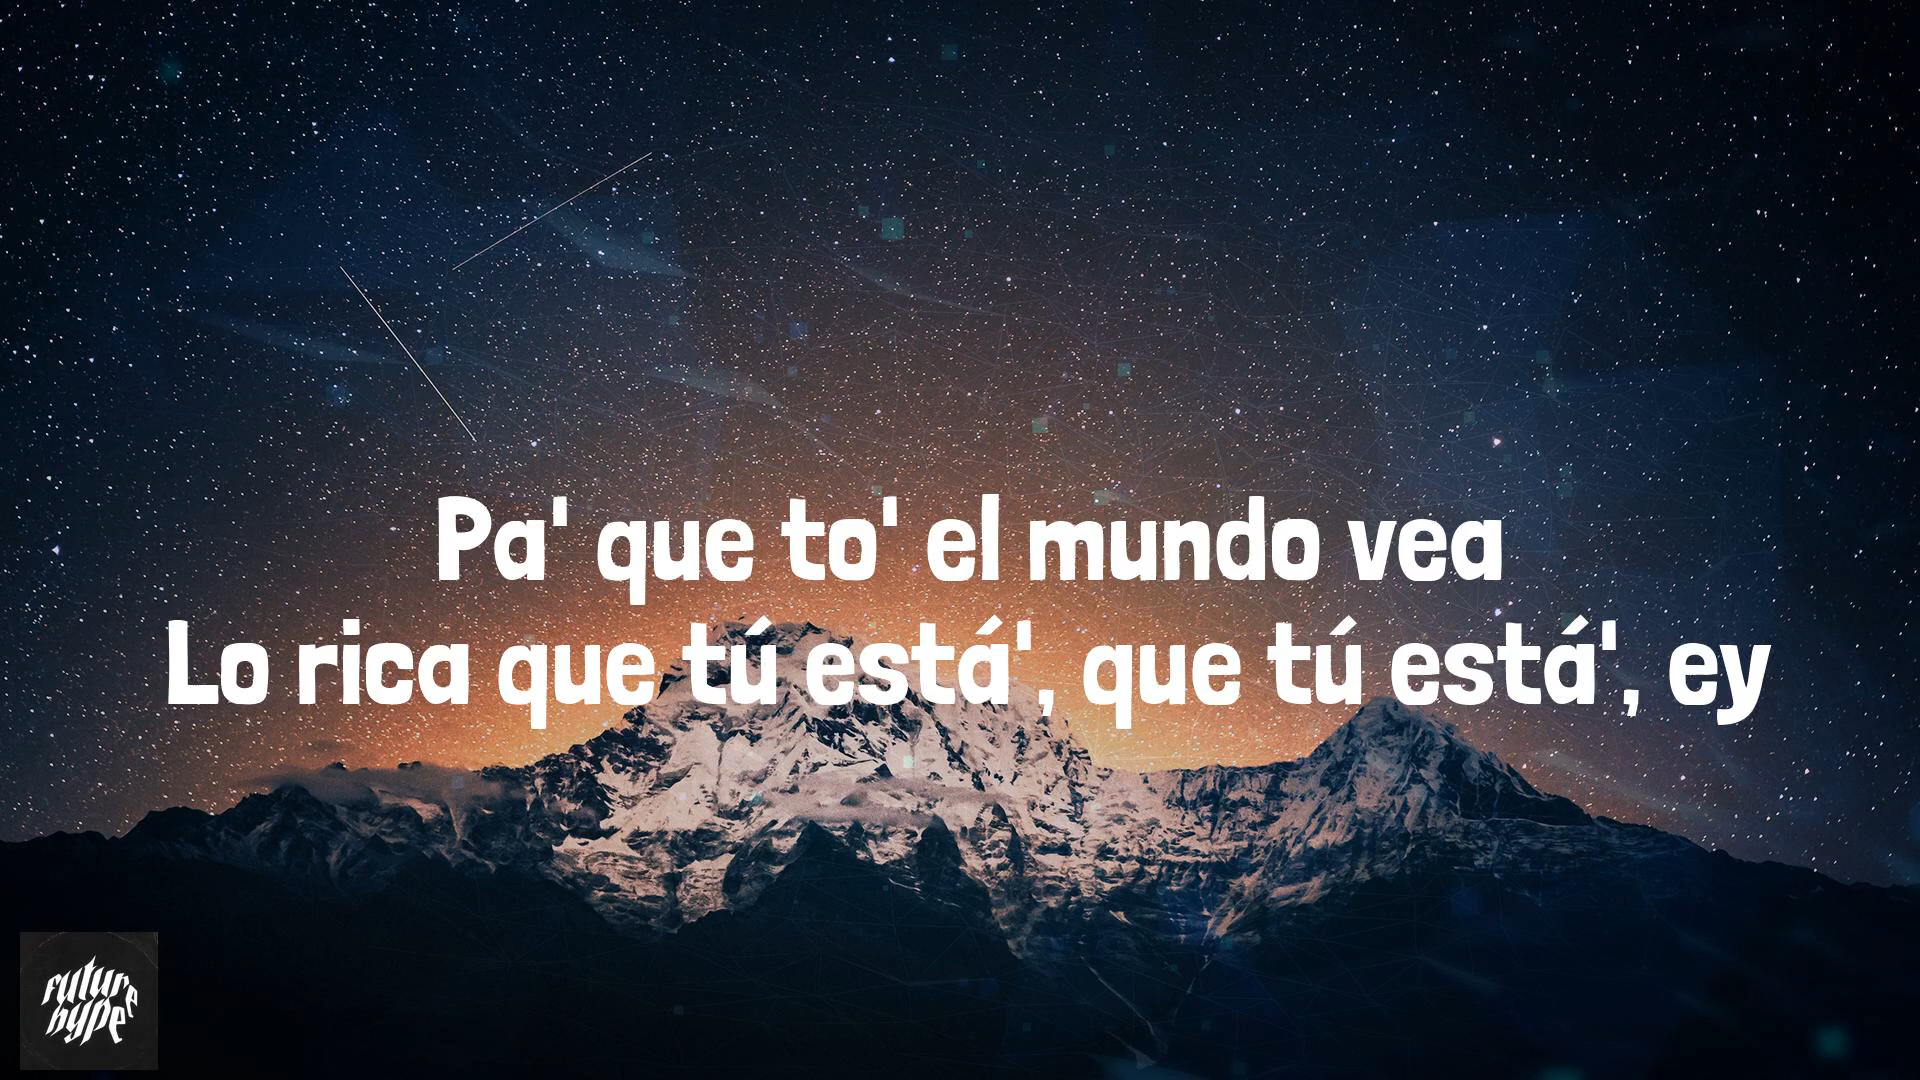 Pa' que to' el mundo vea
Lo rica que tú está', que tú está', ey
future
hype